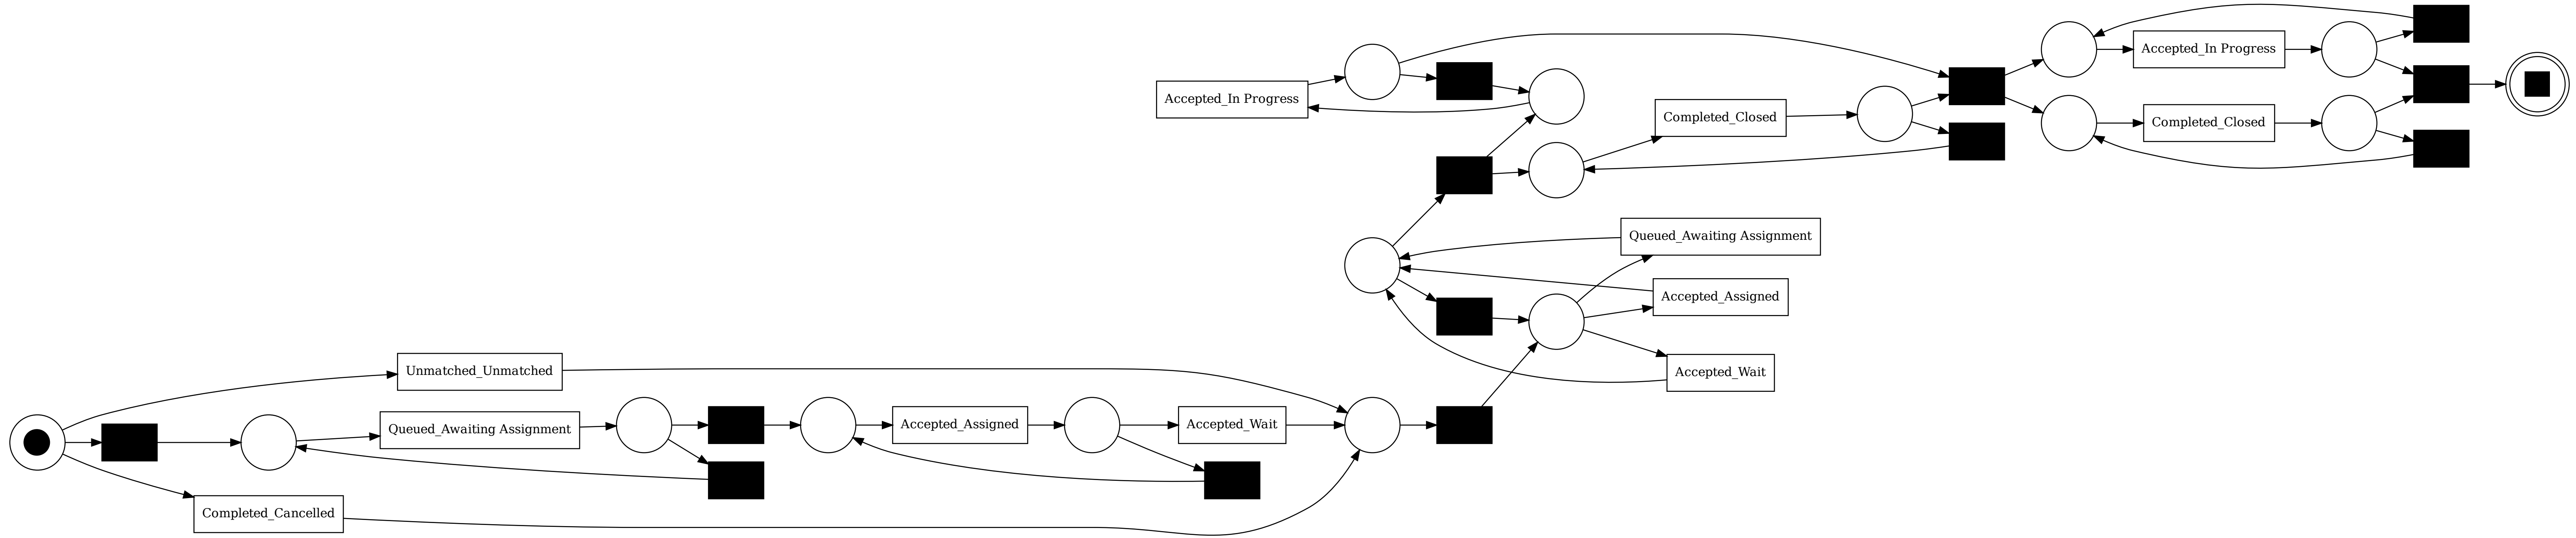 Accepted_In Progress
Accepted_In Progress
Completed_Closed
Completed_Closed
Queued_Awaiting Assignment
Accepted_Assigned
Unmatched_Unmatched
Accepted_Wait
Queued_Awaiting Assignment
Accepted_Assigned
Accepted_Wait
Completed_Cancelled